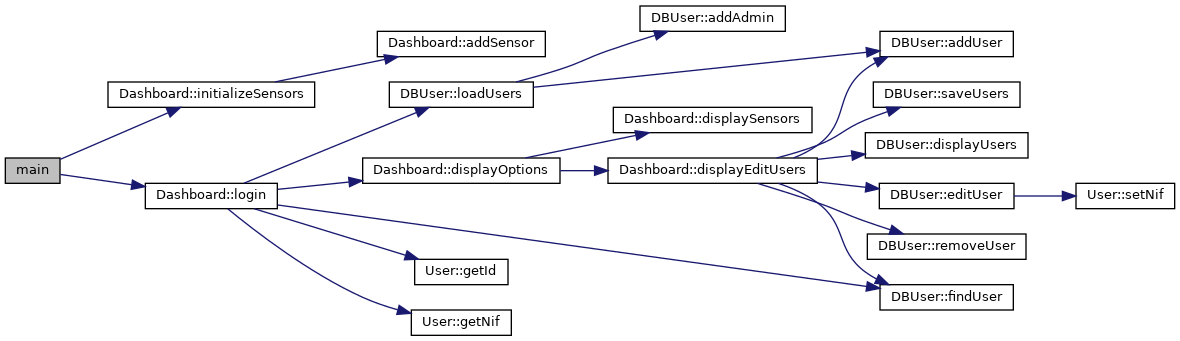 main
Dashboard::initializeSensors
Dashboard::addSensor
Dashboard::login
DBUser::loadUsers
DBUser::addAdmin
DBUser::addUser
Dashboard::displayOptions
Dashboard::displaySensors
Dashboard::displayEditUsers
DBUser::saveUsers
DBUser::displayUsers
DBUser::editUser
User::setNif
DBUser::removeUser
DBUser::findUser
User::getId
User::getNif